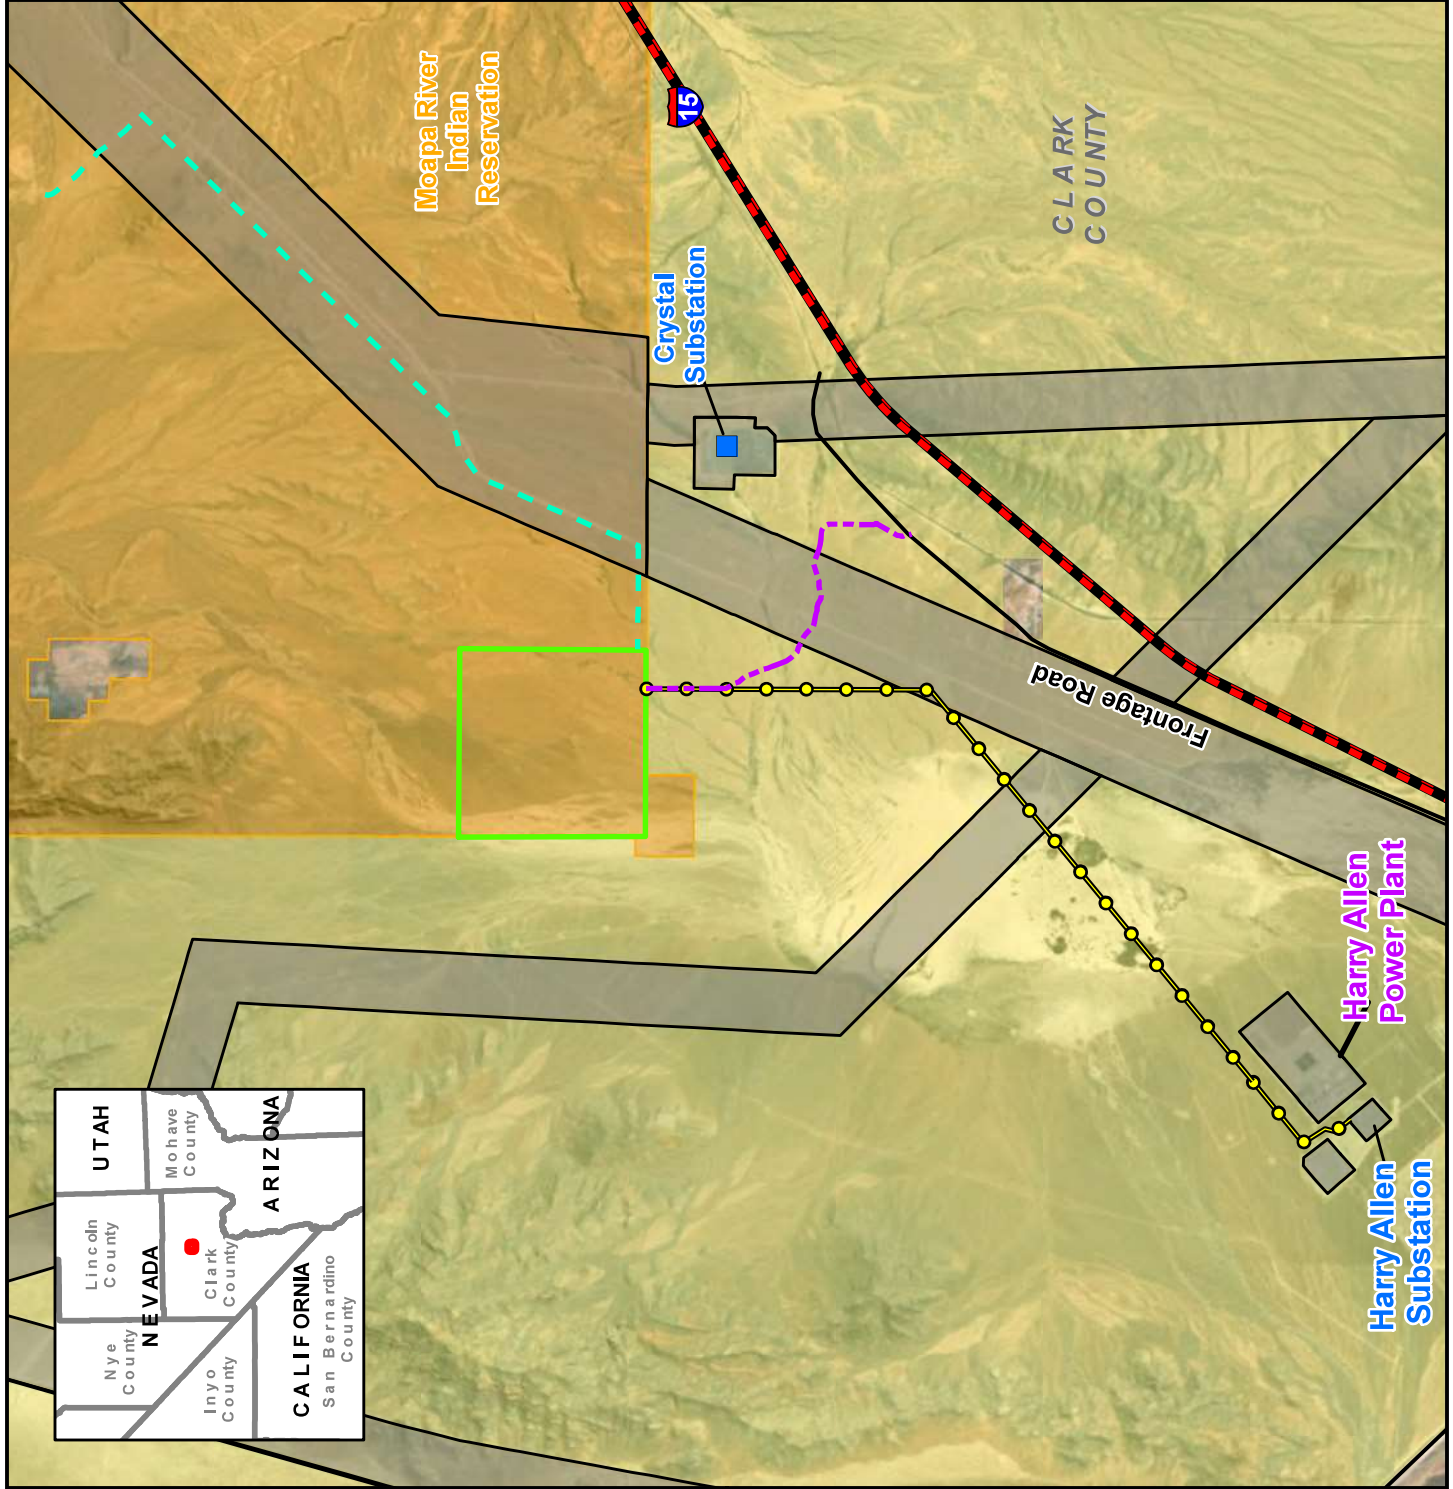 Moapa River
Indian
Reservation
15
CLARK
COUNTY
Crystal
Substation
Frontage Road
Harry Allen
Power Plant
Harry Allen
Substation
UTAH
Mohave
County
ARIZONA
Lincoln
County
NEVADA
Clark
County
Nye
County
Inyo
County
CALIFORNIA
San Bernardino
County